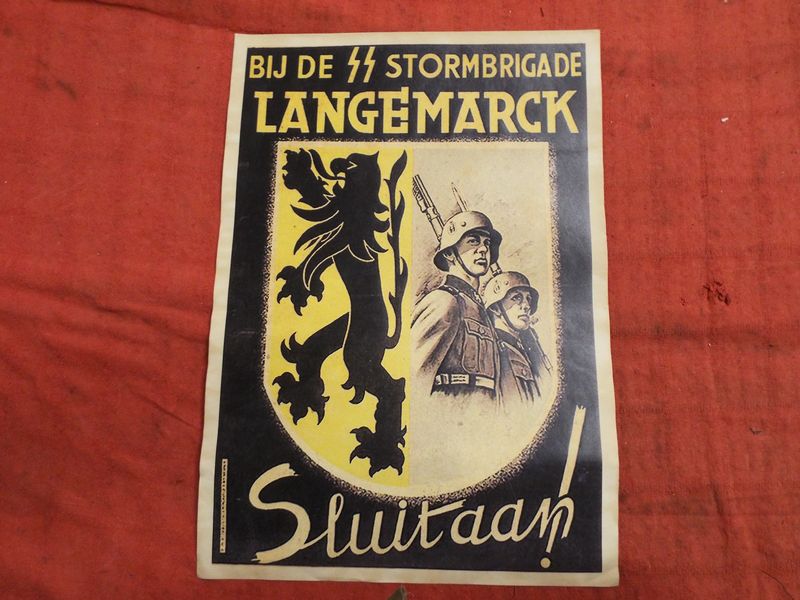 BIJ DE SS STORMBRIGADE
LANGEMARCK
Sluit aan!